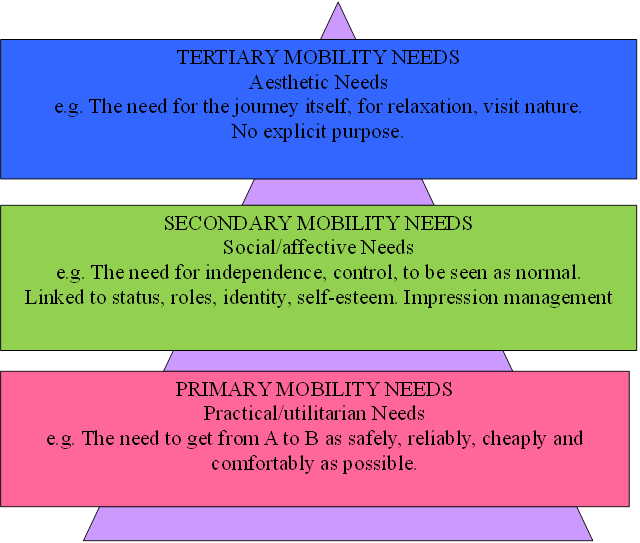 TERTIARY MOBILITY NEEDS
Aesthetic Needs
e.g. The need for the journey itself, for relaxation, visit nature.
No explicit purpose.
SECONDARY MOBILITY NEEDS
Social/affective Needs
e.g. The need for independence, control, to be seen as normal.
Linked to status, roles, identity, self-esteem. Impression management
PRIMARY MOBILITY NEEDS
Practical/utilitarian Needs
e.g. The need to get from A to B as safely, reliably, cheaply and
comfortably as possible.